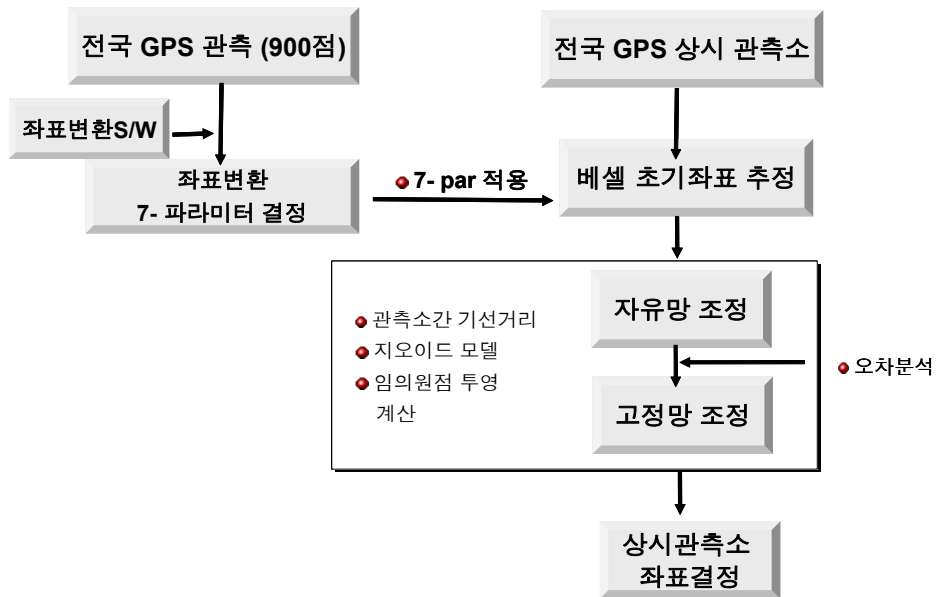 전국 GPS 관측 (900점)
전국 GPS 상시 관측소
좌표변환S/W
좌표변환
7- 파라미터 결정
7- par 적용
베셀 초기좌표 추정
관측소간 기선거리
지오이드 모델
임의원점 투영
계산
자유망 조정
오차분석
고정망 조정
상시관측소
좌표결정